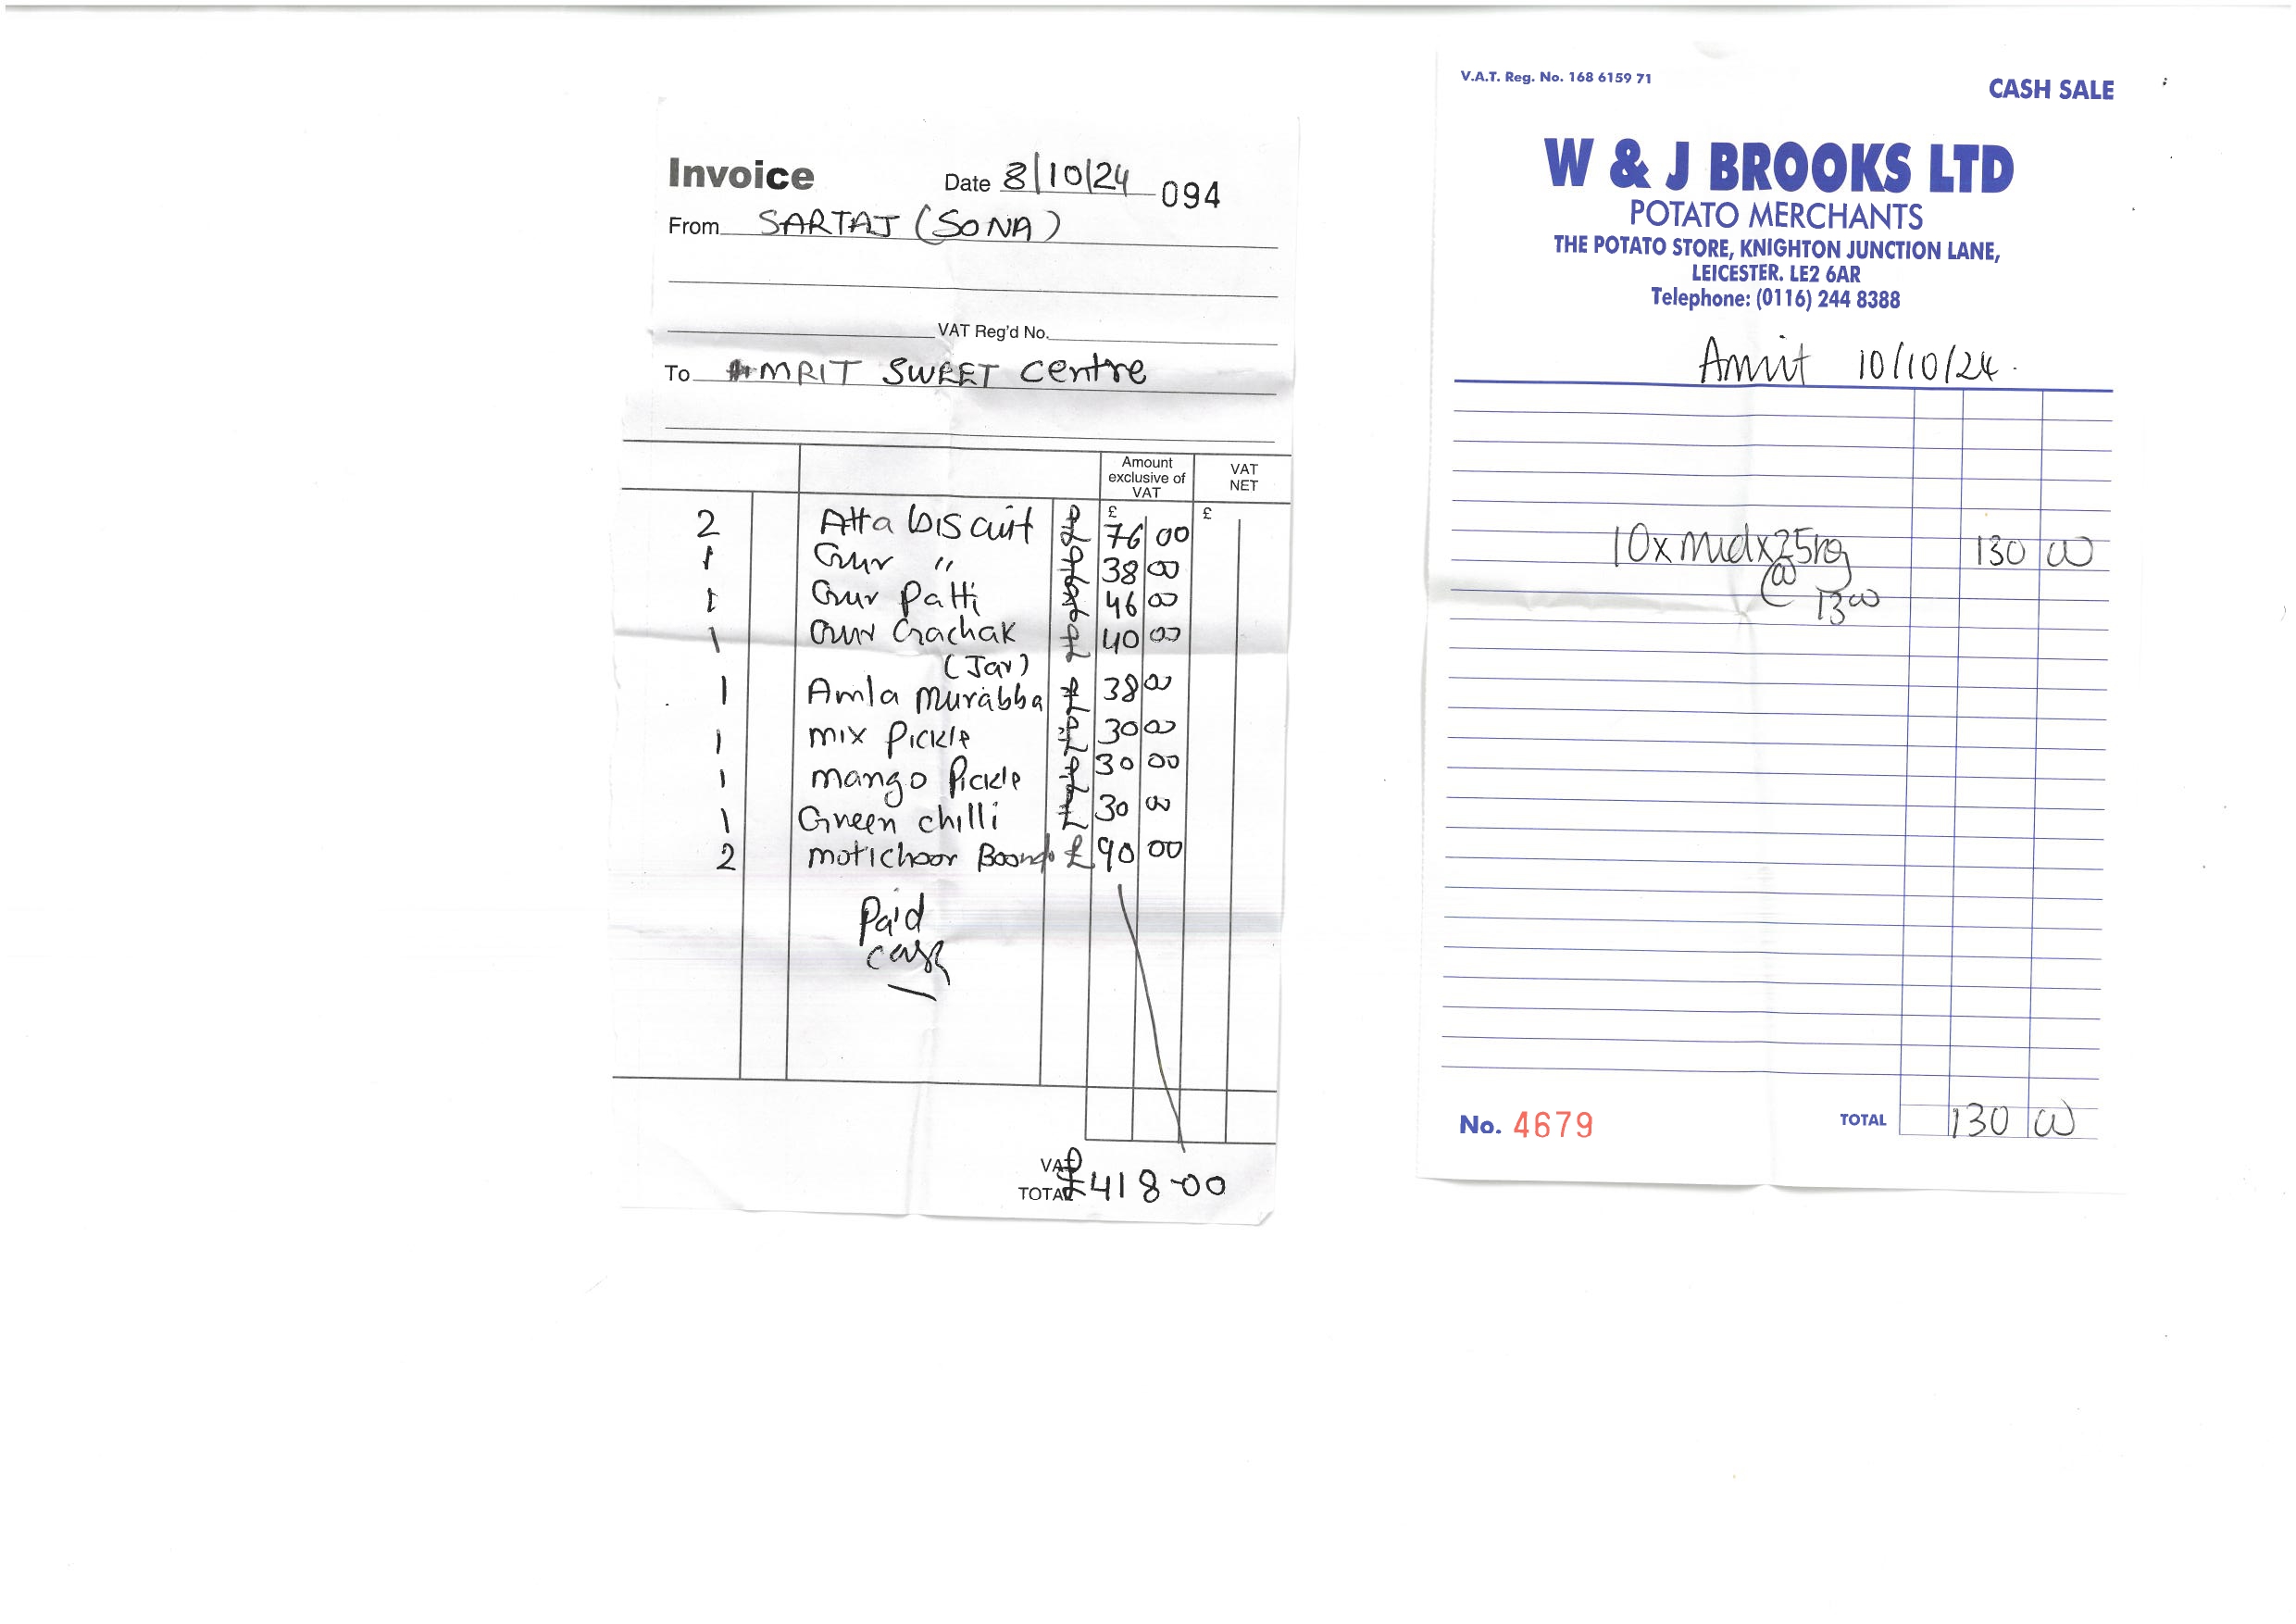 Invoice Date 8/10/24 094
From SARTAJ (SONA)
VAT Reg'd No.
To AMRIT SWEET Centre
Amount exclusive of VAT
VAT NET
£ £
2 Atta biscuit £ 76 00
1 Gur " £ 38 00
1 Gur Patti £ 46 00
1 Gur Gachak £ 40 00
(Jar)
1 Amla Murabba £ 38 00
1 mix Pickle £ 30 00
1 mango Pickle £ 30 00
1 Green chilli £ 30 00
2 motichoor £ 90 00
Paid
cash
VAT
TOTAL £418-00
V.A.T. Reg. No. 168 6159 71
CASH SALE
W & J BROOKS LTD
POTATO MERCHANTS
THE POTATO STORE, KNIGHTON JUNCTION LANE,
LEICESTER. LE2 6AR
Telephone: (0116) 244 8388
Amrit 10/10/24.
10 x Mid x 25kg 130 00
@ 13 00
No. 4679 TOTAL 130 00